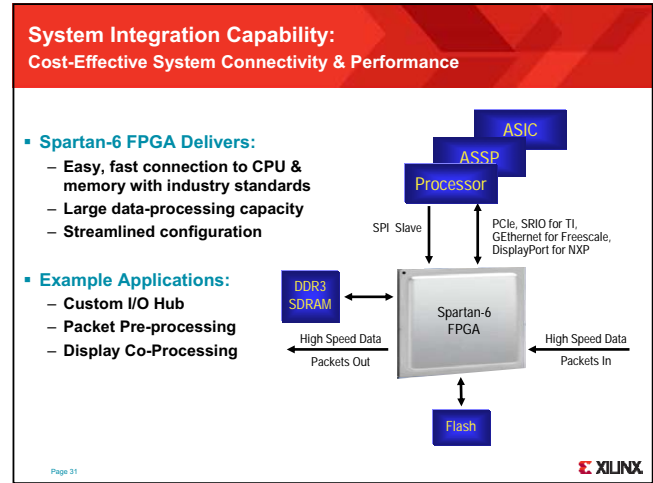 System Integration Capability:
Cost-Effective System Connectivity & Performance
▪ Spartan-6 FPGA Delivers:
– Easy, fast connection to CPU &
memory with industry standards
– Large data-processing capacity
– Streamlined configuration
▪ Example Applications:
– Custom I/O Hub
– Packet Pre-processing
– Display Co-Processing
ASIC
ASSP
Processor
SPI Slave
PCIe, SRIO for TI,
GEthernet for Freescale,
DisplayPort for NXP
DDR3
SDRAM
Spartan-6
FPGA
High Speed Data
Packets Out
High Speed Data
Packets In
Flash
Page 31
XILINX